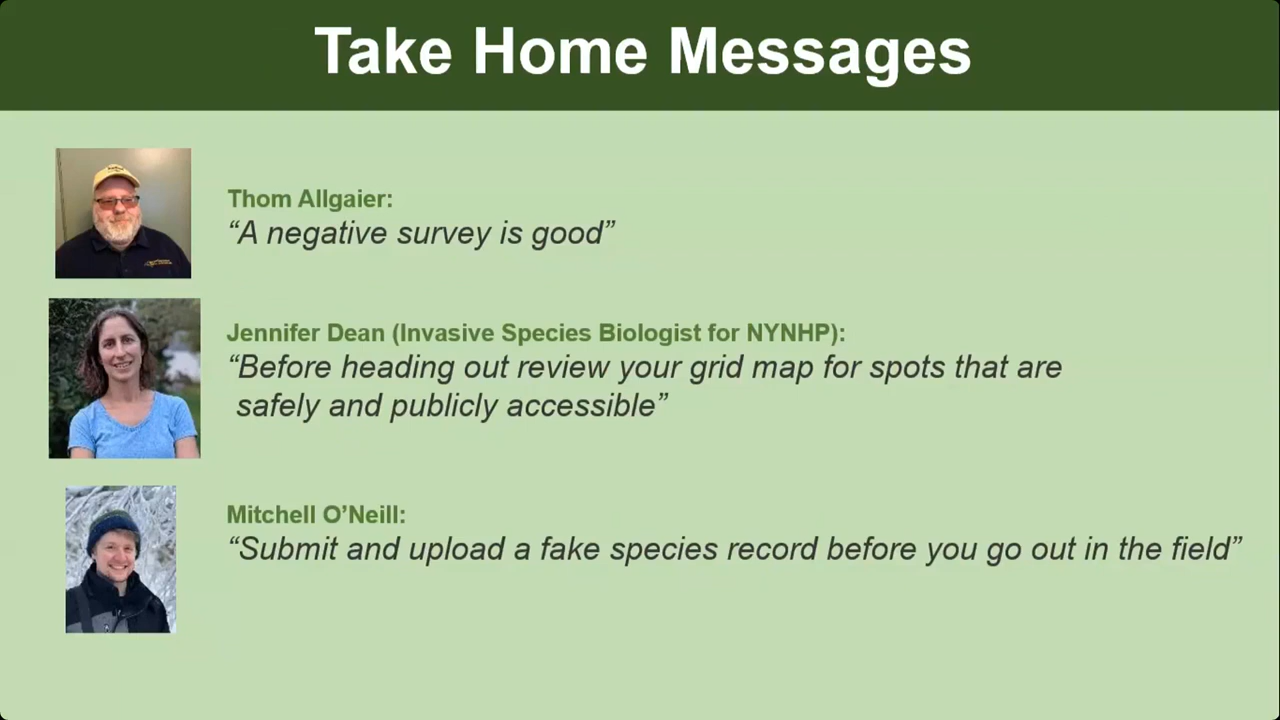 Take Home Messages
Thom Allgaier:
“A negative survey is good”
Jennifer Dean (Invasive Species Biologist for NYNHP):
“Before heading out review your grid map for spots that are
safely and publicly accessible”
Mitchell O’Neill:
“Submit and upload a fake species record before you go out in the field”